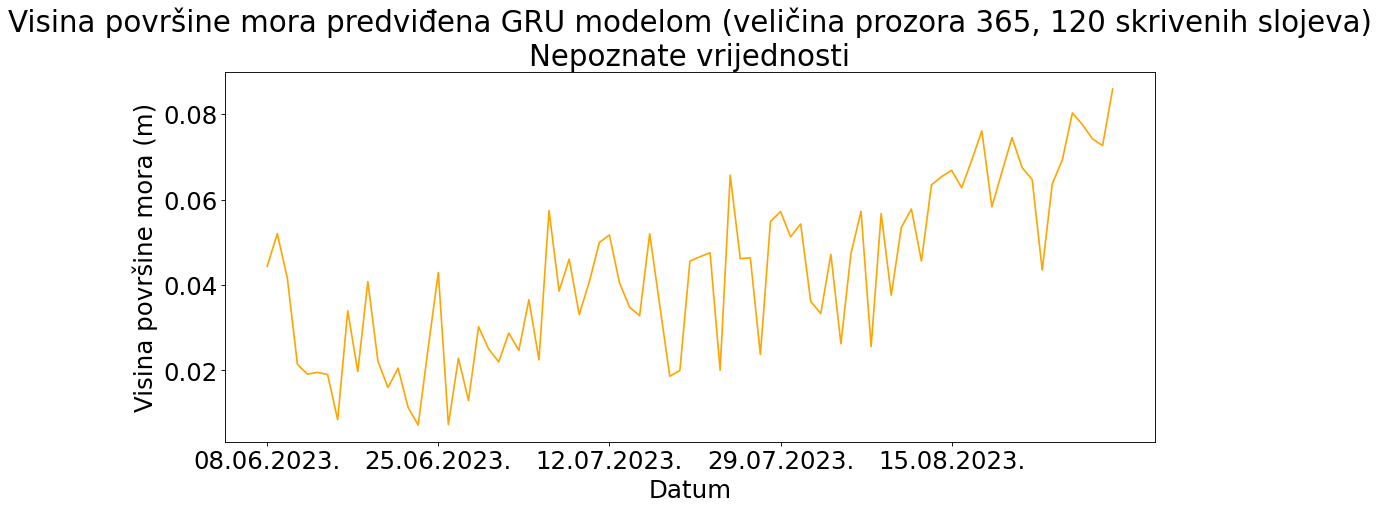 Visina površine mora predviđena GRU modelom (veličina prozora 365, 120 skrivenih slojeva)
Nepoznate vrijednosti
Visina površine mora (m)
0.08
0.06
0.04
0.02
08.06.2023. 25.06.2023. 12.07.2023. 29.07.2023. 15.08.2023.
Datum